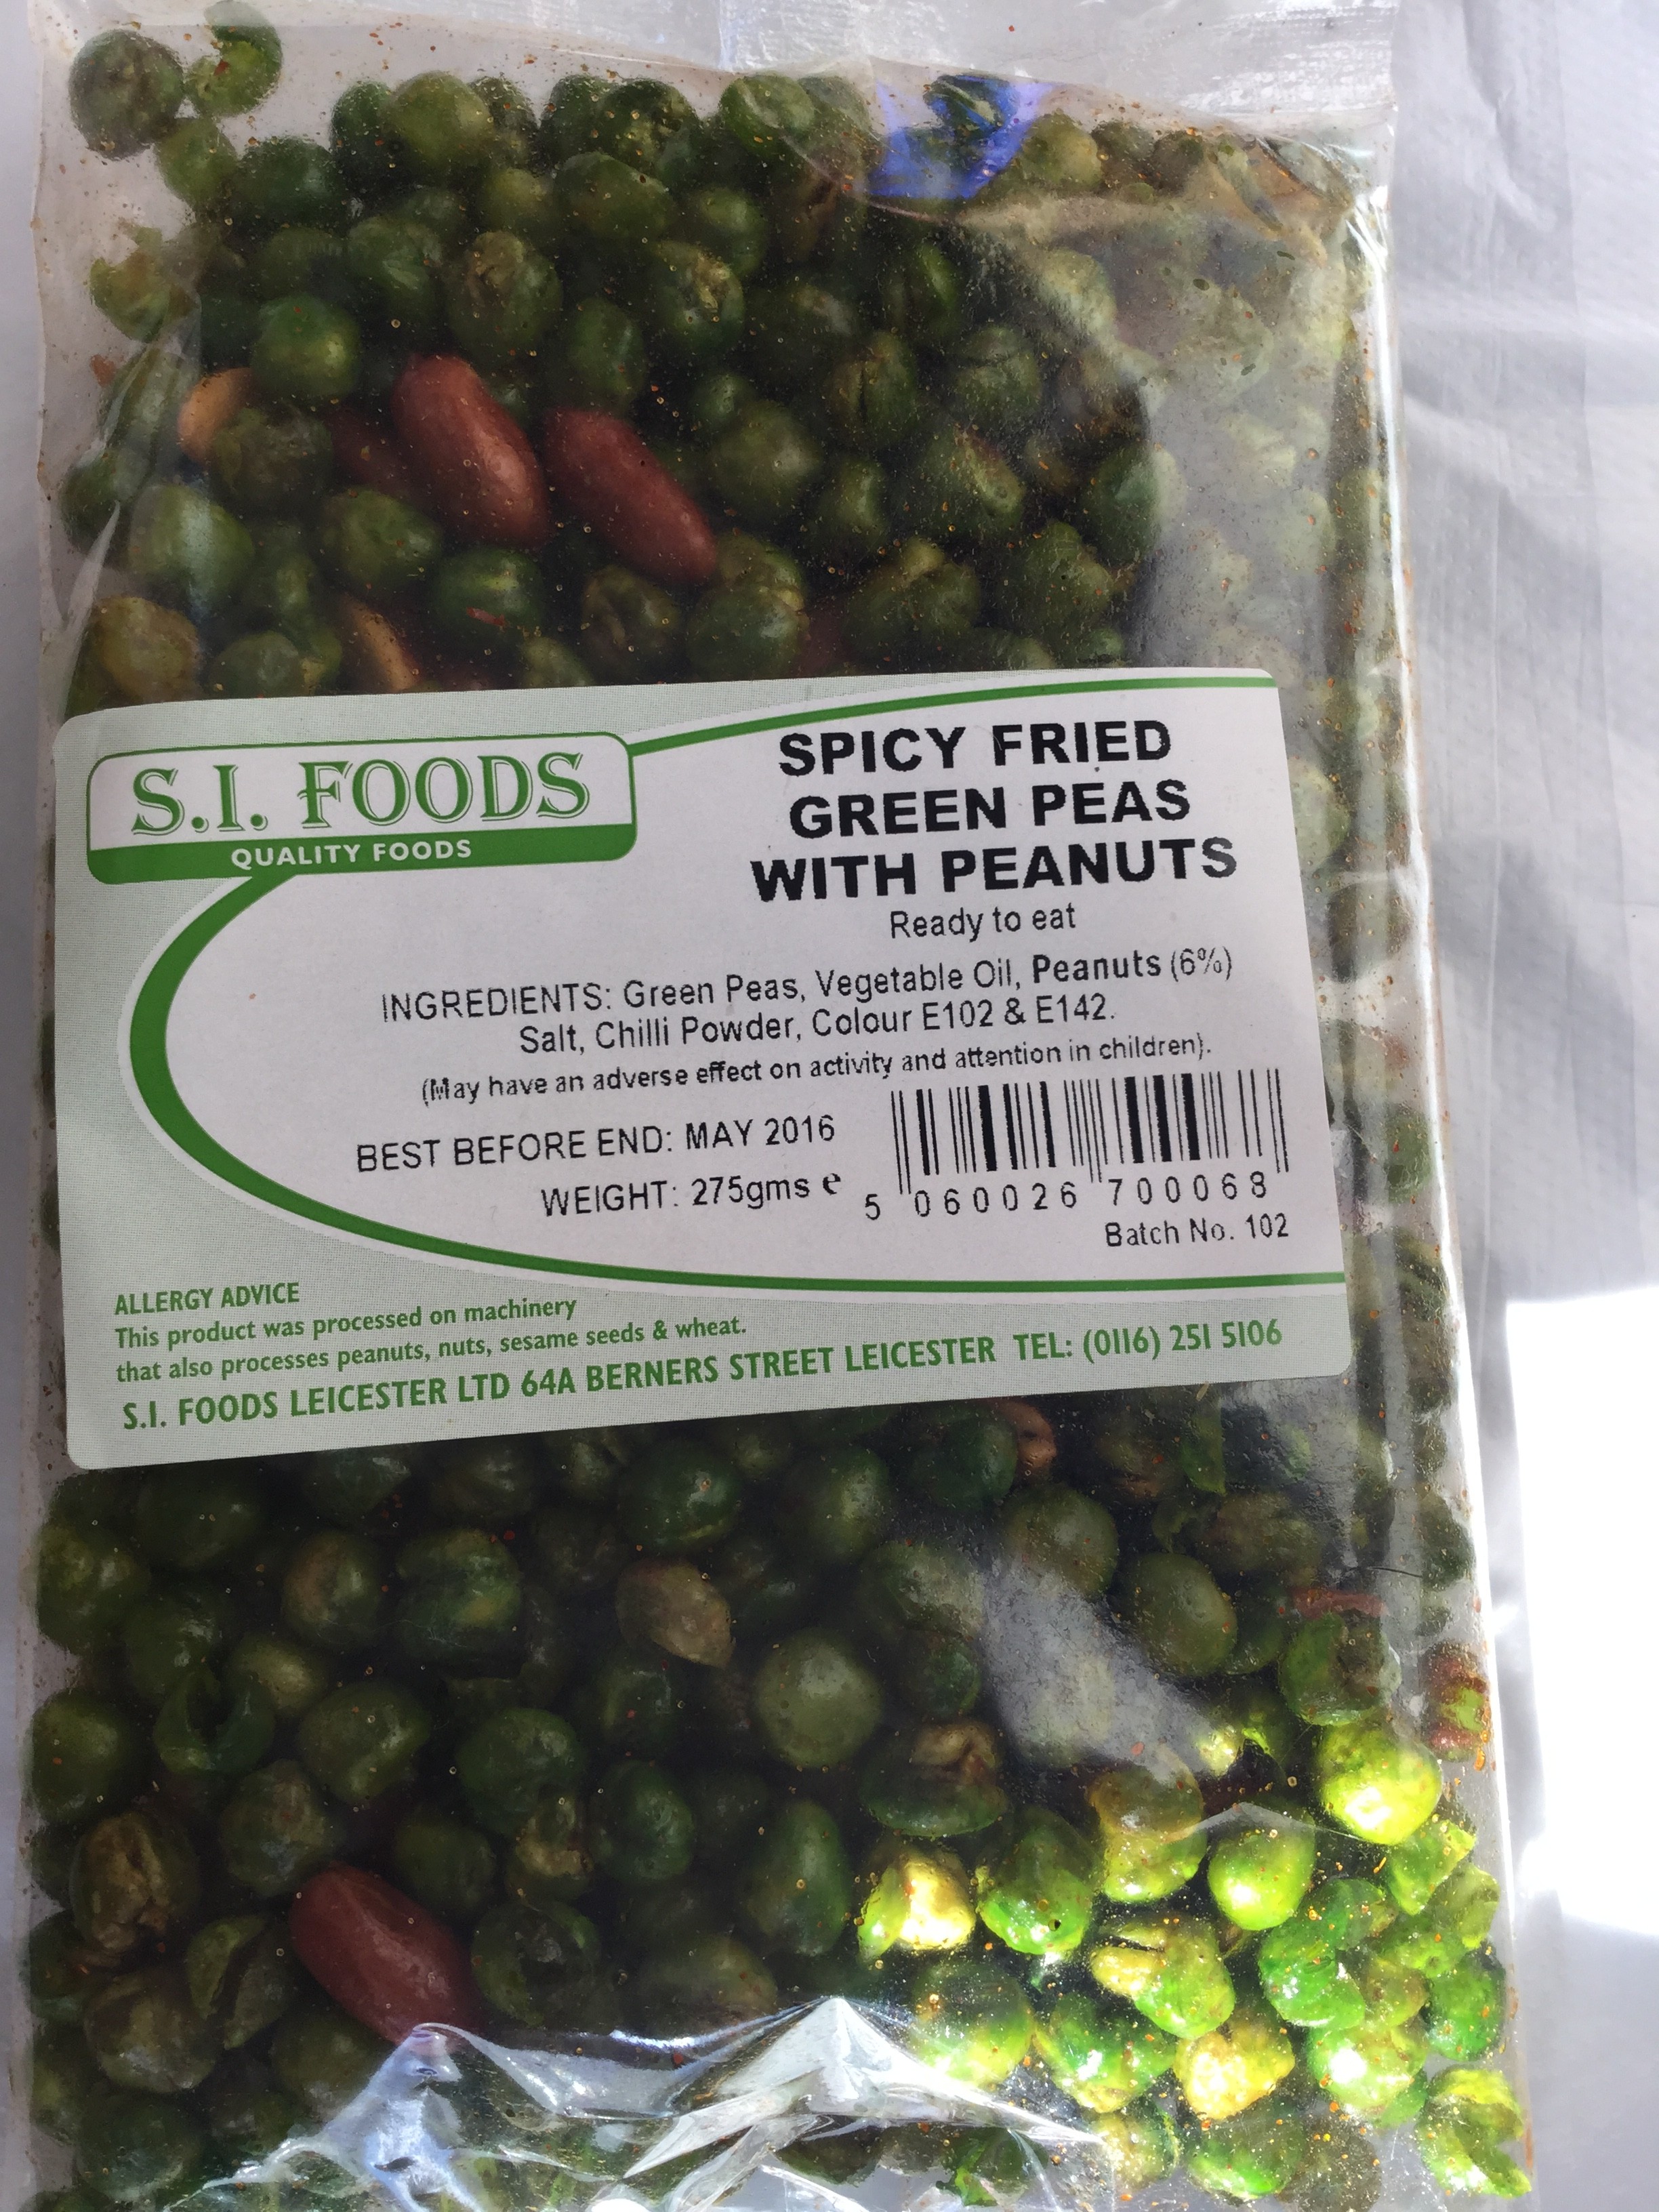 S.I. FOODS
QUALITY FOODS
SPICY FRIED
GREEN PEAS
WITH PEANUTS
Ready to eat
INGREDIENTS: Green Peas, Vegetable Oil, Peanuts (6%)
Salt, Chilli Powder, Colour E102 & E142.
(May have an adverse effect on activity and attention in children).
BEST BEFORE END: MAY 2016
WEIGHT: 275gms e
5 060026 700068
Batch No. 102
ALLERGY ADVICE
This product was processed on machinery
that also processes peanuts, nuts, sesame seeds & wheat.
S.I. FOODS LEICESTER LTD 64A BERNERS STREET LEICESTER TEL: (0116) 251 5106